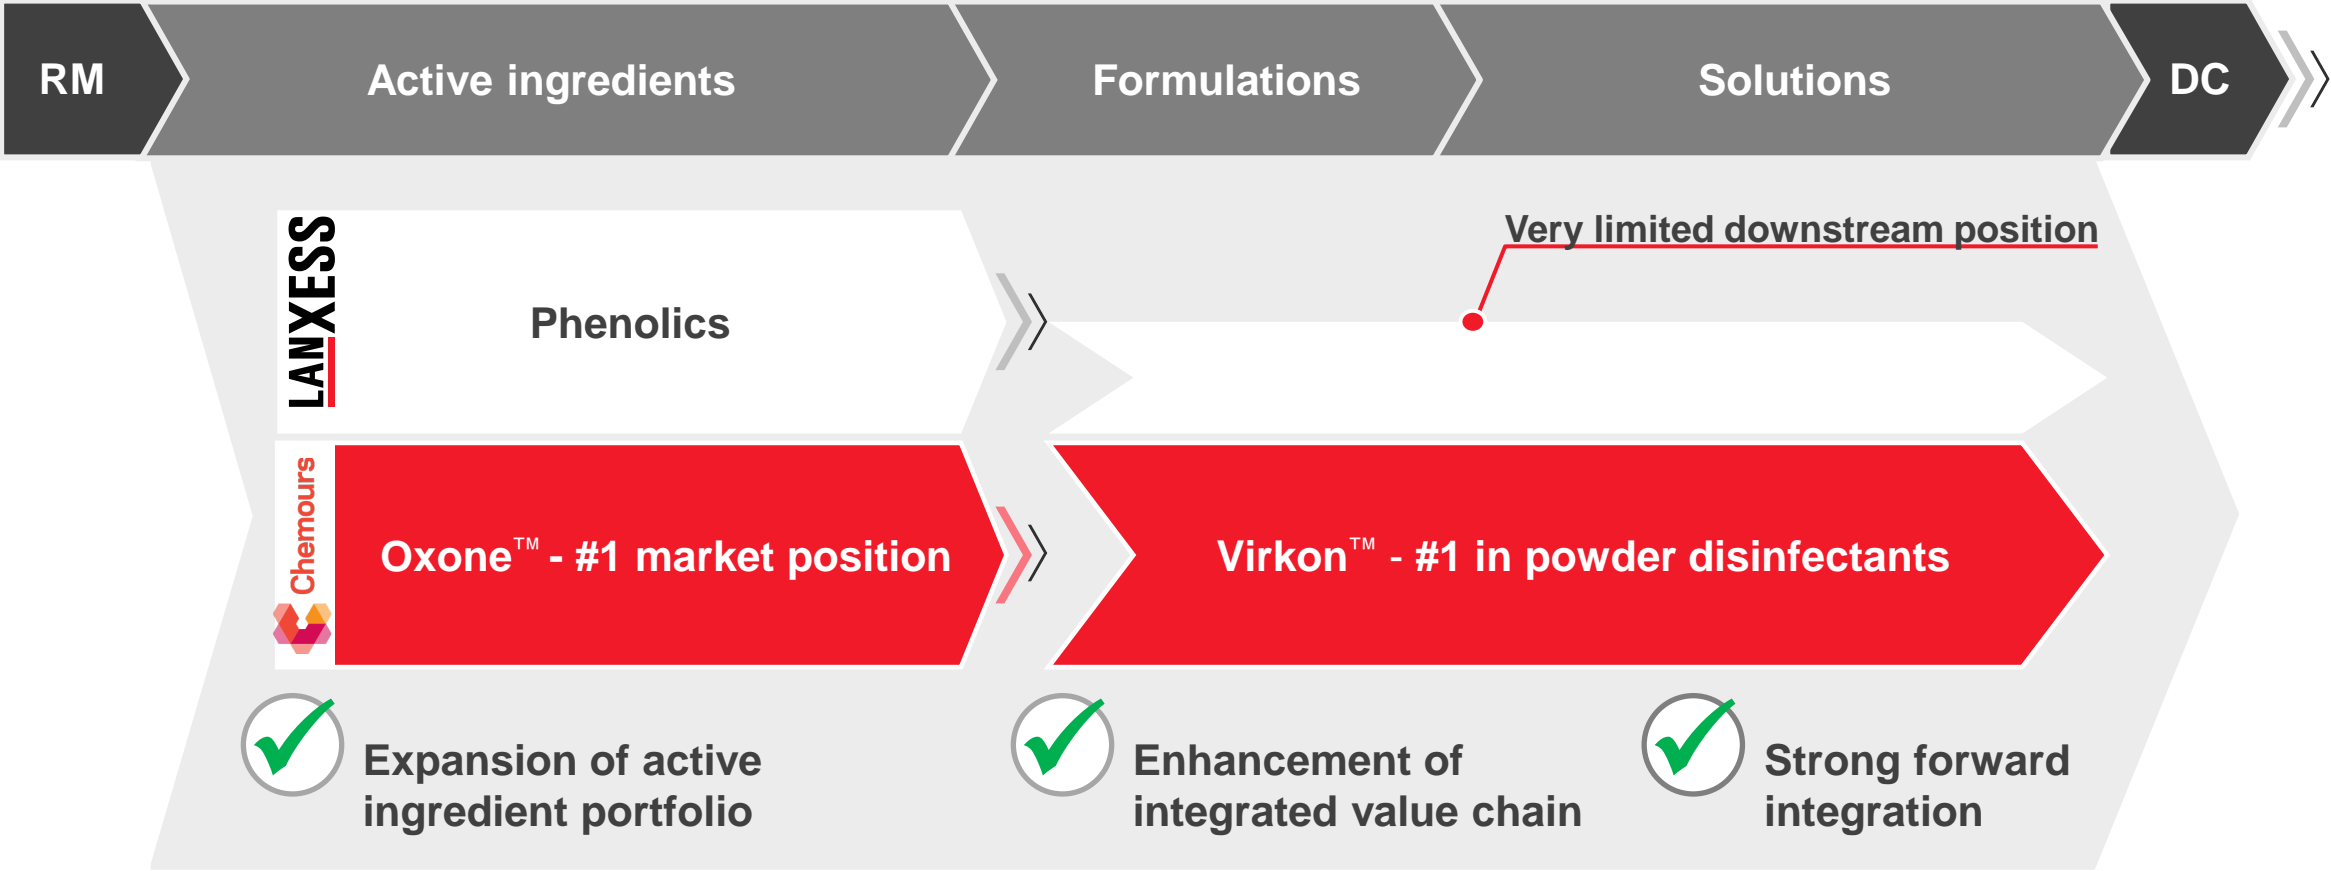 RM
Active ingredients
Formulations
Solutions
DC
LANXESS
Phenolics
Very limited downstream position
Chemours
Oxone™ - #1 market position
Virkon™ - #1 in powder disinfectants
Expansion of active
ingredient portfolio
Enhancement of
integrated value chain
Strong forward
integration